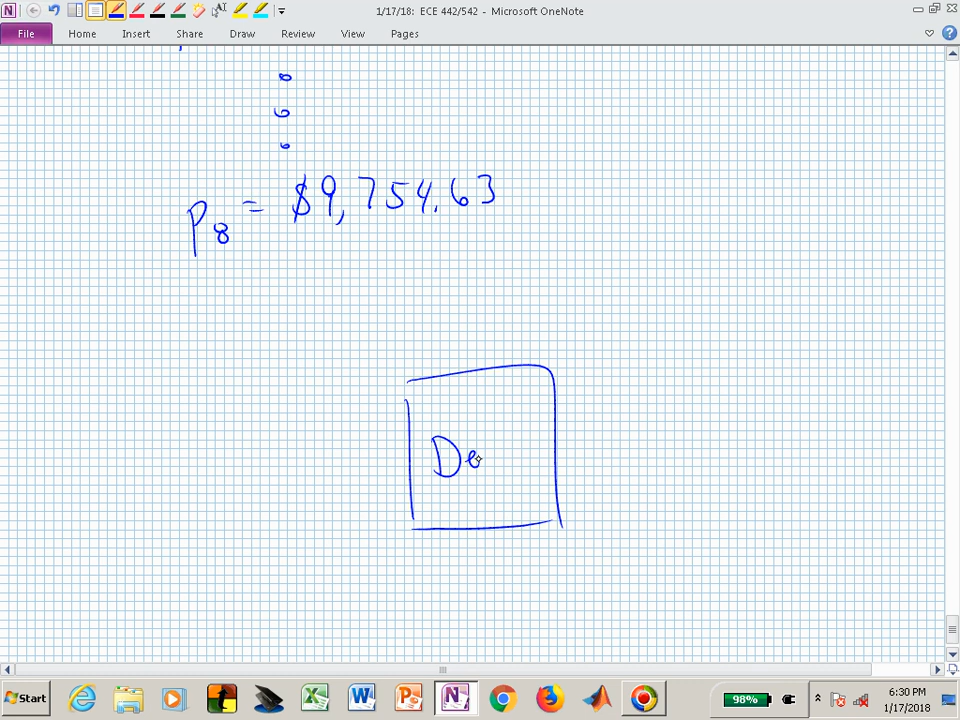 1/17/18: ECE 442/542 - Microsoft OneNote
File Home Insert Share Draw Review View Pages
P8 = $9,754.63
De
Start
98%
6:30 PM
1/17/2018